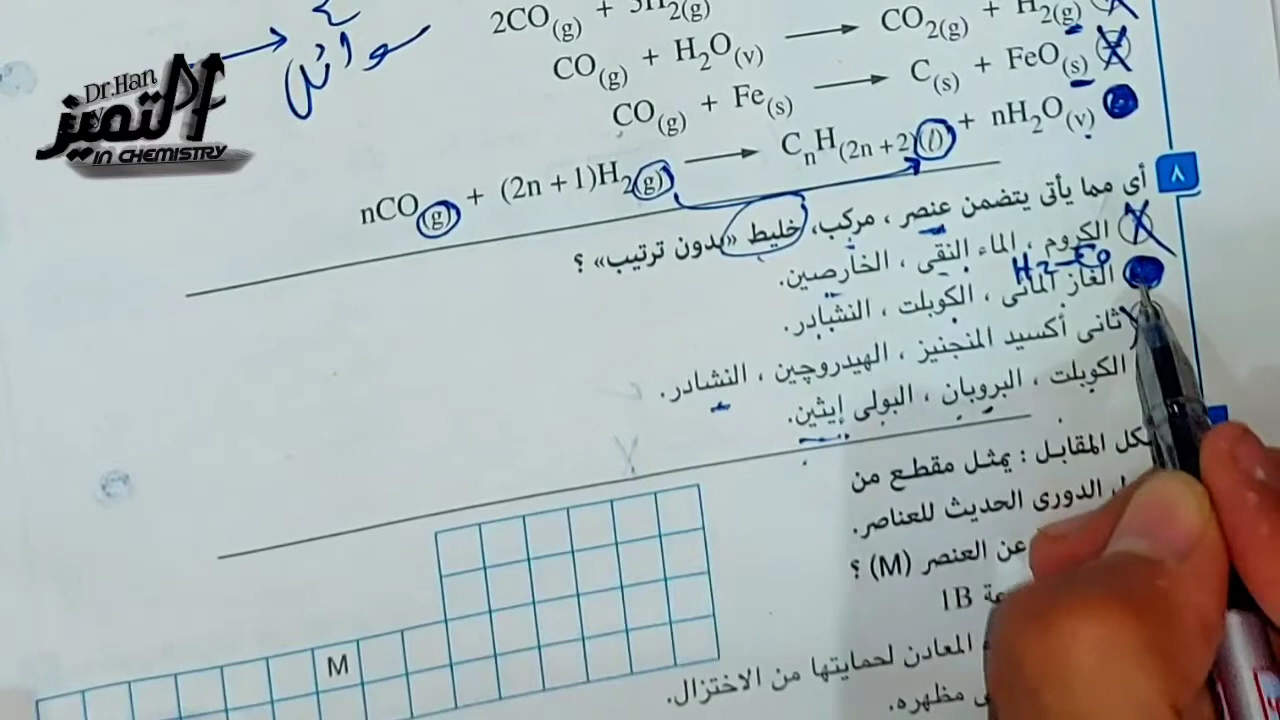 سوائل
Dr.Han
التميز
IN CHEMISTRY
2CO(g) + 3H2(g)
CO2(g) + H2(g)
CO(g) + H2O(v)
C(s) + FeO(s)
CO(g) + Fe(s)
nCO(g) + (2n + 1)H2(g) → CnH(2n + 2)(l) + nH2O(v)
٨
أى مما يأتى يتضمن عنصر ، مركب، خليط «بدون ترتيب» ؟
الكروم ، الماء النقى ، الخارصين.
H2 - CO
الغاز المائى ، الكوبلت ، النشادر.
ثانى أكسيد المنجنيز ، الهيدروچين ، النشادر.
الكوبلت ، البروبان ، البولى إيثين.
المقابل : يمثل مقطع من
الدورى الحديث للعناصر.
عن العنصر (M) ؟
1B
المعادن لحمايتها من الاختزال.
مظهره.
M